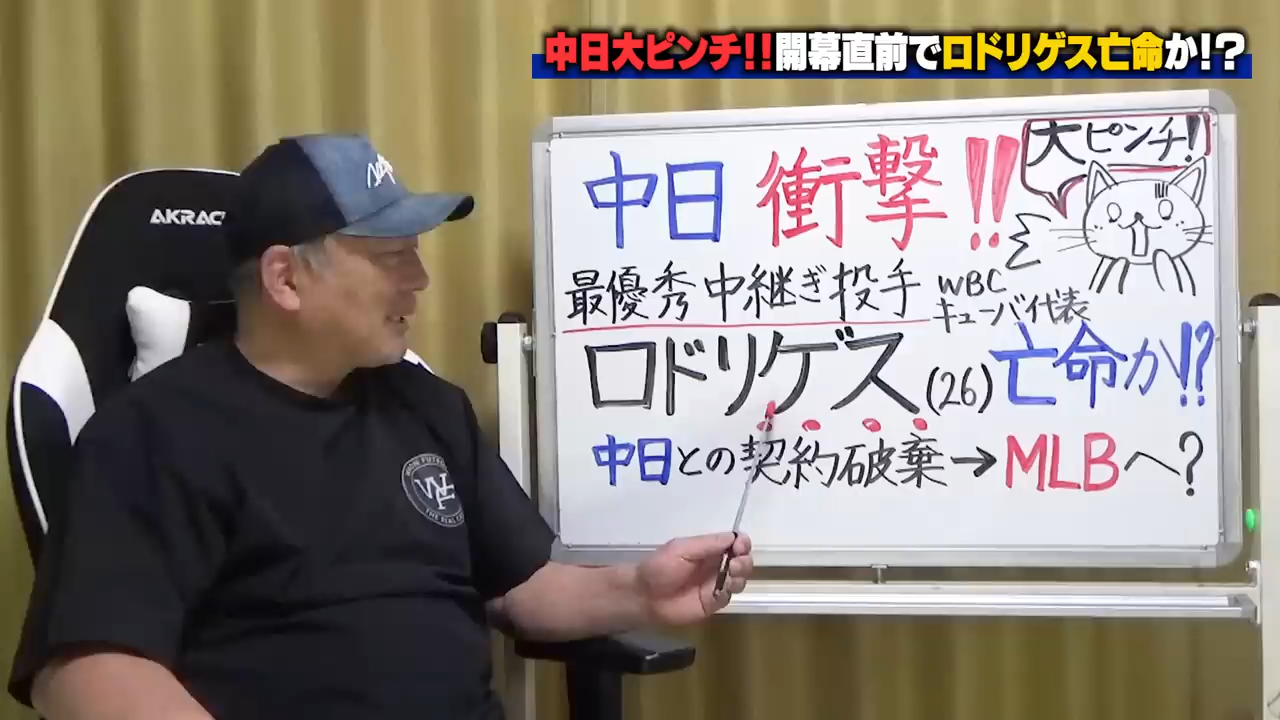 中日大ピンチ!!開幕直前でロドリゲス亡命か!?
大ピンチ!
中日 衝撃!!
最優秀中継ぎ投手 WBC
キューバ代表
ロドリゲス(26)亡命か!?
中日との契約破棄→MLBへ?
AKRAC